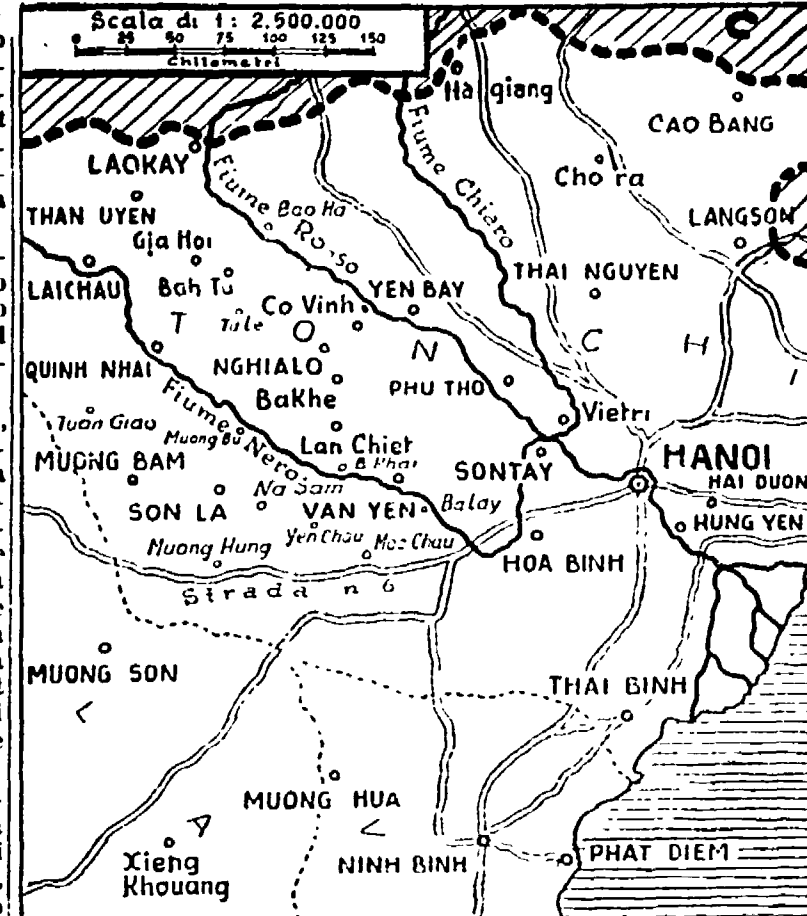 Scala di 1: 2.500.000
0 25 50 75 100 125 150
Chilometri
C
Ha giang
CAO BANG
LAOKAY
Fiume Rosso
Fiume Chiaro
Cho ra
THAN UYEN
Bao Ha
LANGSON
Gia Hoi
LAICHAU
Bah Tu
THAI NGUYEN
Co Vinh
YEN BAY
T O N C H I
Tule
QUINH NHAI
NGHIALO
PHU THO
BaKhe
Fiume Nero
Tuan Giao
Muong Bu
Vietri
Lan Chiet
MUONG BAM
B Phai
SONTAY
HANOI
Na Sam
HAI DUON
SON LA
VAN YEN
Balay
HUNG YEN
Yen Chau
Muong Hung
Moc Chau
HOA BINH
Strada n 6
MUONG SON
THAI BINH
L A
MUONG HUA
NINH BINH
PHAT DIEM
Xieng
Khouang